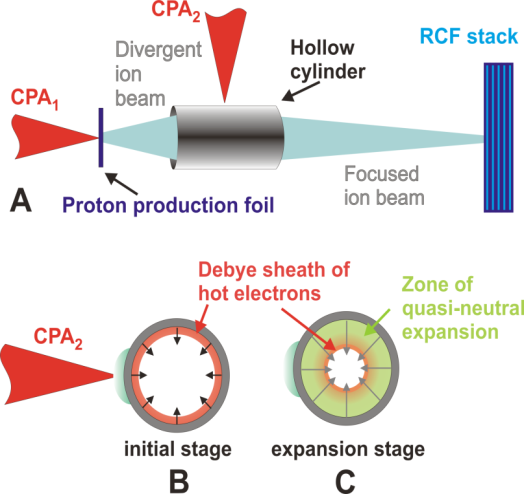 CPA2
Divergent
ion
beam
Hollow
cylinder
RCF stack
CPA1
A
Proton production foil
Focused
ion beam
Debye sheath of
hot electrons
Zone of
quasi-neutral
expansion
CPA2
initial stage
expansion stage
B
C